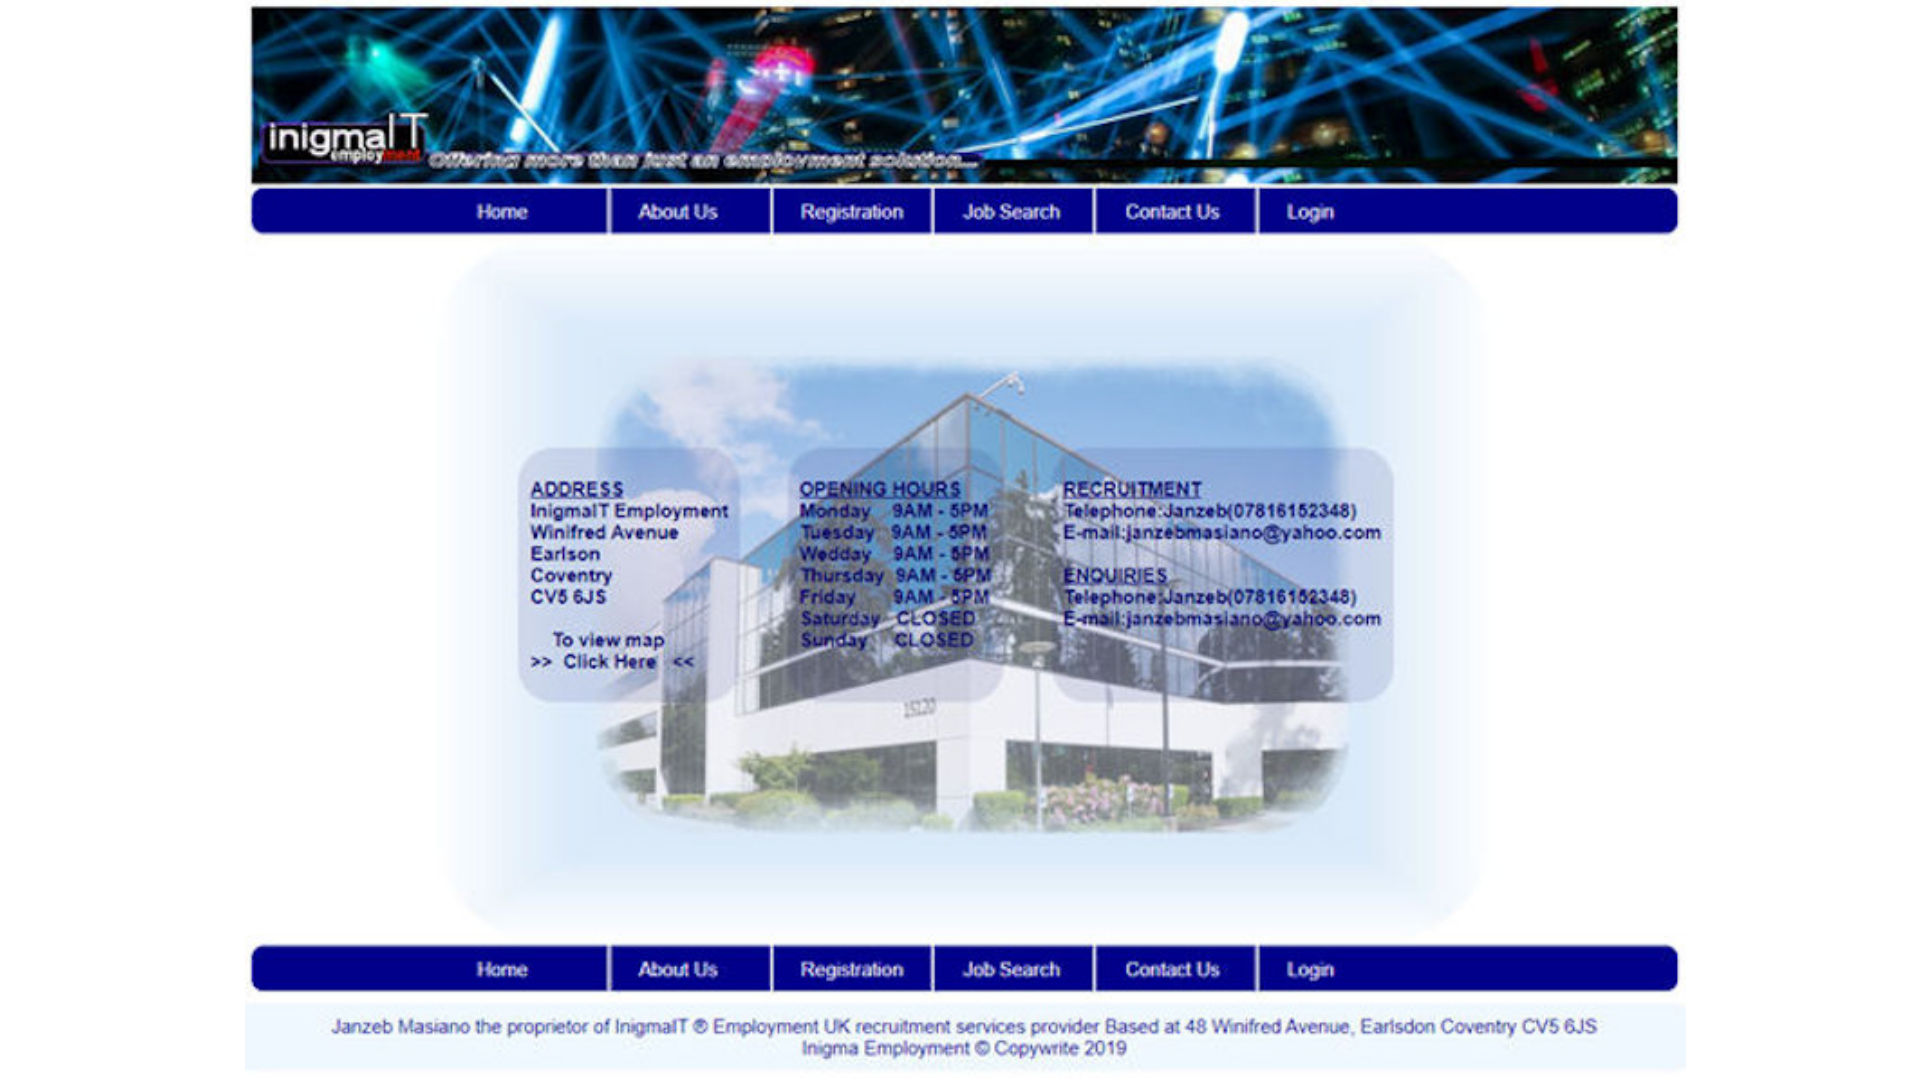 inigmaIT
employment
Offering more than just an employment solution...
Home About Us Registration Job Search Contact Us Login
ADDRESS
InigmaIT Employment
Winifred Avenue
Earlson
Coventry
CV5 6JS
To view map
>> Click Here <<
OPENING HOURS
Monday 9AM - 5PM
Tuesday 9AM - 5PM
Wedday 9AM - 5PM
Thursday 9AM - 5PM
Friday 9AM - 5PM
Saturday CLOSED
Sunday CLOSED
RECRUITMENT
Telephone:Janzeb(07816152348)
E-mail:janzebmasiano@yahoo.com
ENQUIRIES
Telephone:Janzeb(07816152348)
E-mail:janzebmasiano@yahoo.com
15120
Home About Us Registration Job Search Contact Us Login
Janzeb Masiano the proprietor of InigmaIT ® Employment UK recruitment services provider Based at 48 Winifred Avenue, Earlsdon Coventry CV5 6JS
Inigma Employment © Copywrite 2019